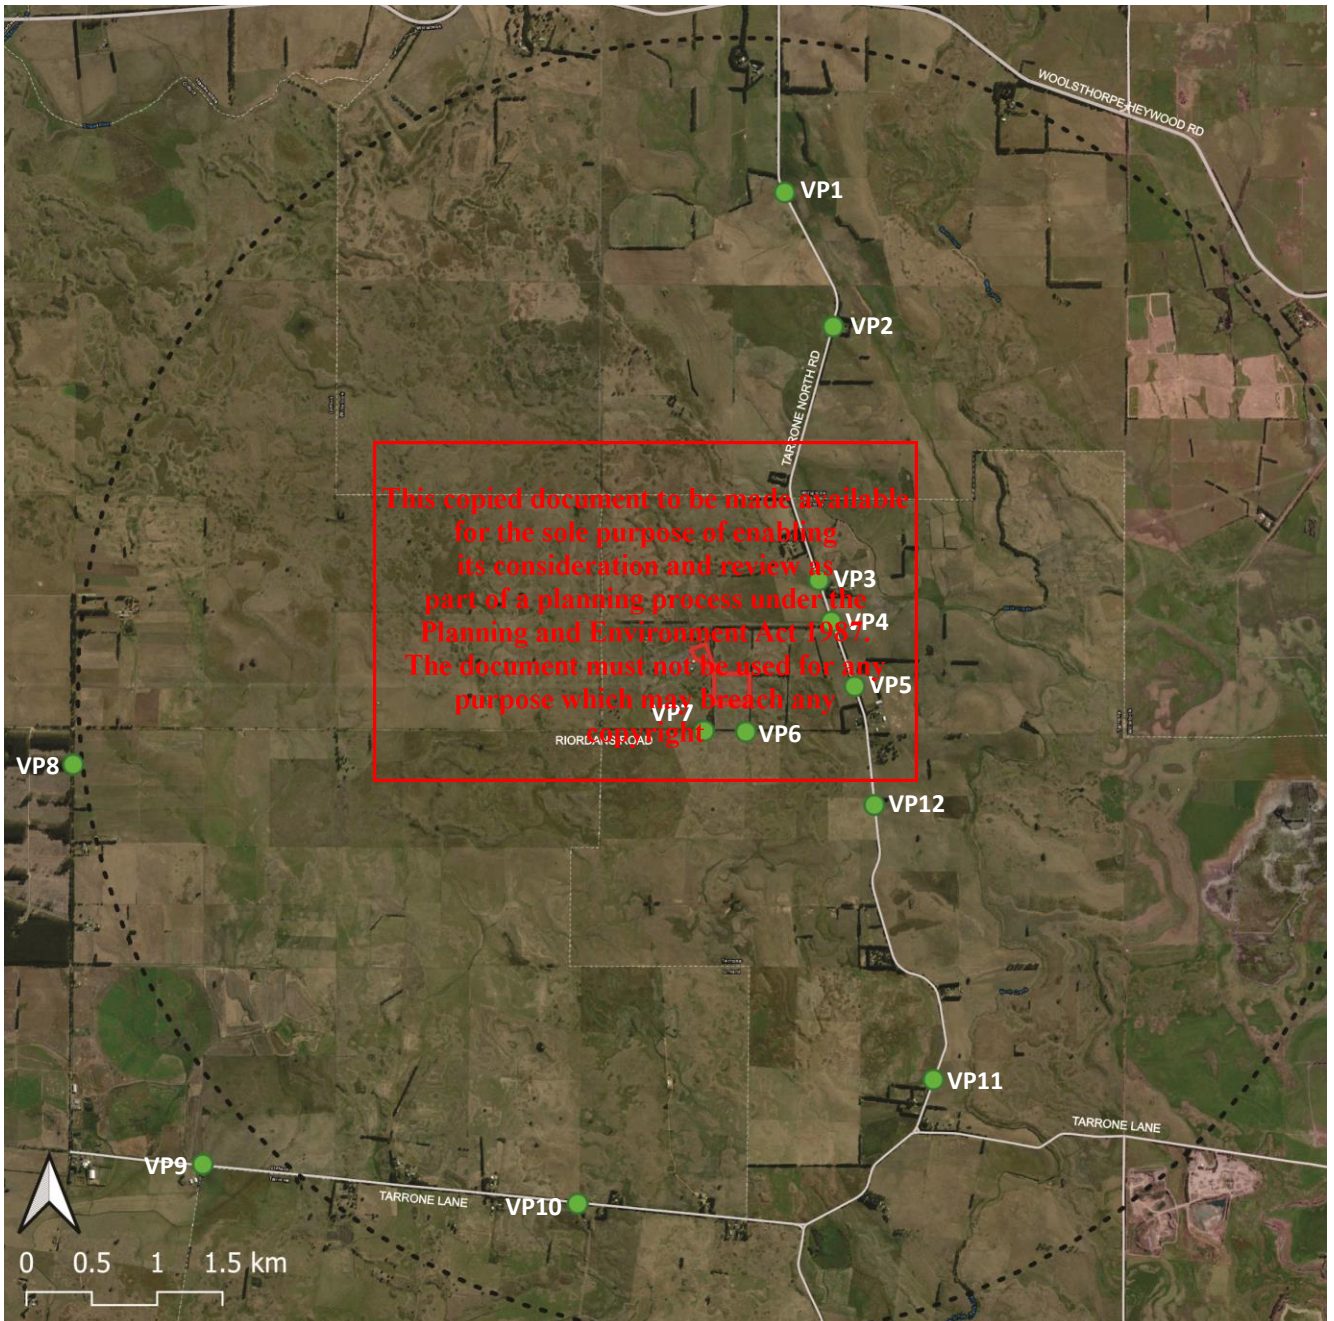 WOOLSTHORPE-HEYWOOD RD
VP1
VP2
TARRONE NORTH RD
This copied document to be made available
for the sole purpose of enabling
its consideration and review as
part of a planning process under the
Planning and Environment Act 1987.
The document must not be used for any
purpose which may breach any
copyright
VP3
VP4
VP5
VP7
VP6
RIORDANS ROAD
VP8
VP12
VP11
TARRONE LANE
VP9
TARRONE LANE
VP10
0 0.5 1 1.5 km